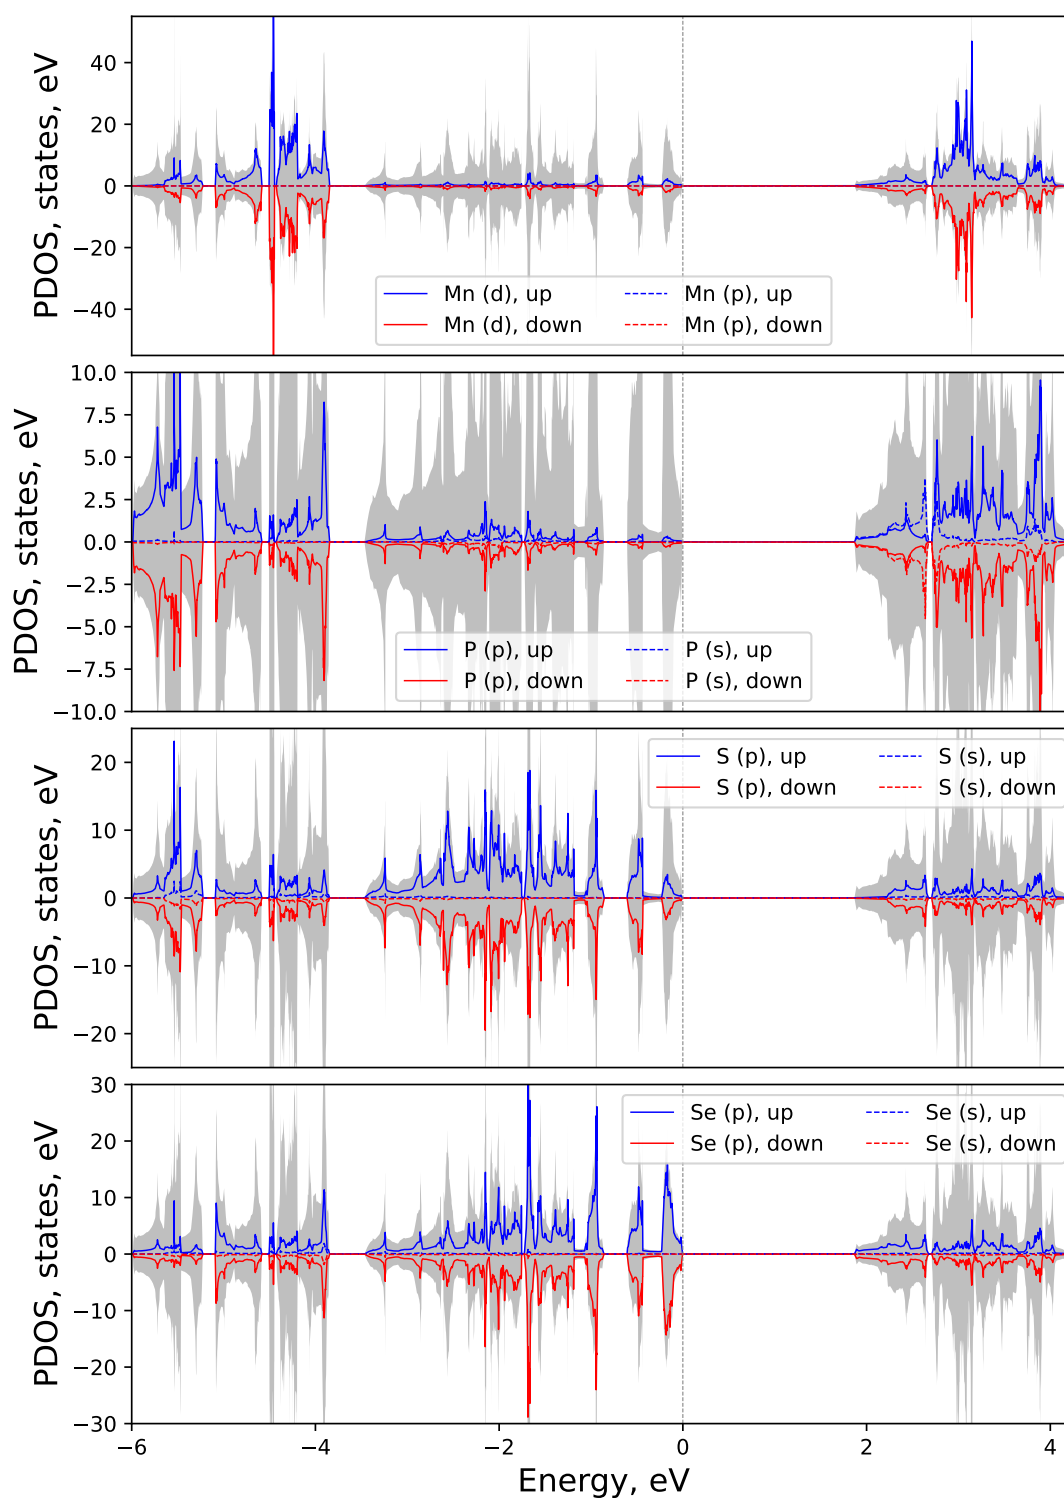 PDOS, states, eV
40
20
0
−20
−40
Mn (d), up
Mn (d), down
Mn (p), up
Mn (p), down
PDOS, states, eV
10.0
7.5
5.0
2.5
0.0
−2.5
−5.0
−7.5
−10.0
P (p), up
P (p), down
P (s), up
P (s), down
PDOS, states, eV
20
10
0
−10
−20
S (p), up
S (p), down
S (s), up
S (s), down
PDOS, states, eV
30
20
10
0
−10
−20
−30
Se (p), up
Se (p), down
Se (s), up
Se (s), down
−6
−4
−2
0
2
4
Energy, eV